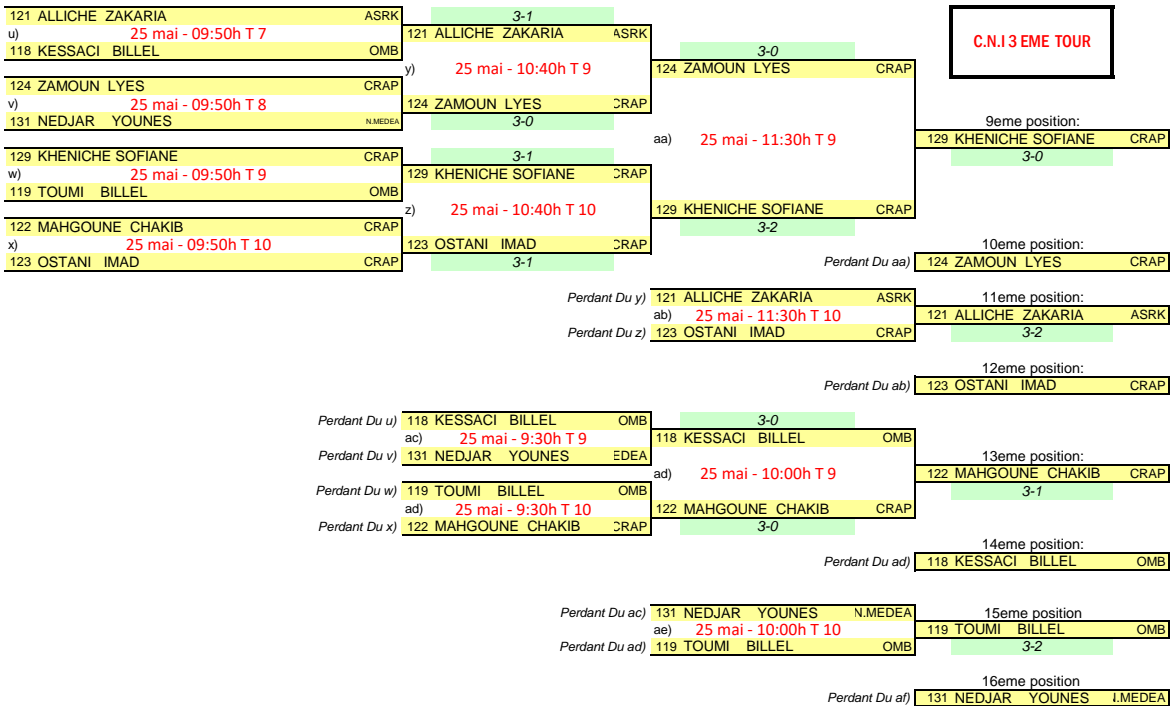 121 ALLICHE ZAKARIA ASRK 3-1
u) 25 mai - 09:50h T 7 121 ALLICHE ZAKARIA ASRK
118 KESSACI BILLEL OMB 3-0
C.N.I 3 EME TOUR
y) 25 mai - 10:40h T 9 124 ZAMOUN LYES CRAP
124 ZAMOUN LYES CRAP
v) 25 mai - 09:50h T 8 124 ZAMOUN LYES CRAP
131 NEDJAR YOUNES N.MEDEA 3-0 9eme position:
aa) 25 mai - 11:30h T 9 129 KHENICHE SOFIANE CRAP
129 KHENICHE SOFIANE CRAP 3-1 3-0
w) 25 mai - 09:50h T 9 129 KHENICHE SOFIANE CRAP
119 TOUMI BILLEL OMB
z) 25 mai - 10:40h T 10 129 KHENICHE SOFIANE CRAP
122 MAHGOUNE CHAKIB CRAP 3-2
x) 25 mai - 09:50h T 10 123 OSTANI IMAD CRAP 10eme position:
123 OSTANI IMAD CRAP 3-1 Perdant Du aa) 124 ZAMOUN LYES CRAP
Perdant Du y) 121 ALLICHE ZAKARIA ASRK 11eme position:
ab) 25 mai - 11:30h T 10 121 ALLICHE ZAKARIA ASRK
Perdant Du z) 123 OSTANI IMAD CRAP 3-2
12eme position:
Perdant Du ab) 123 OSTANI IMAD CRAP
Perdant Du u) 118 KESSACI BILLEL OMB 3-0
ac) 25 mai - 9:30h T 9 118 KESSACI BILLEL OMB
Perdant Du v) 131 NEDJAR YOUNES EDEA 13eme position:
ad) 25 mai - 10:00h T 9 122 MAHGOUNE CHAKIB CRAP
Perdant Du w) 119 TOUMI BILLEL OMB 3-1
ad) 25 mai - 9:30h T 10 122 MAHGOUNE CHAKIB CRAP
Perdant Du x) 122 MAHGOUNE CHAKIB CRAP 3-0
14eme position:
Perdant Du ad) 118 KESSACI BILLEL OMB
Perdant Du ac) 131 NEDJAR YOUNES N.MEDEA 15eme position
ae) 25 mai - 10:00h T 10 119 TOUMI BILLEL OMB
Perdant Du ad) 119 TOUMI BILLEL OMB 3-2
16eme position
Perdant Du af) 131 NEDJAR YOUNES .MEDEA